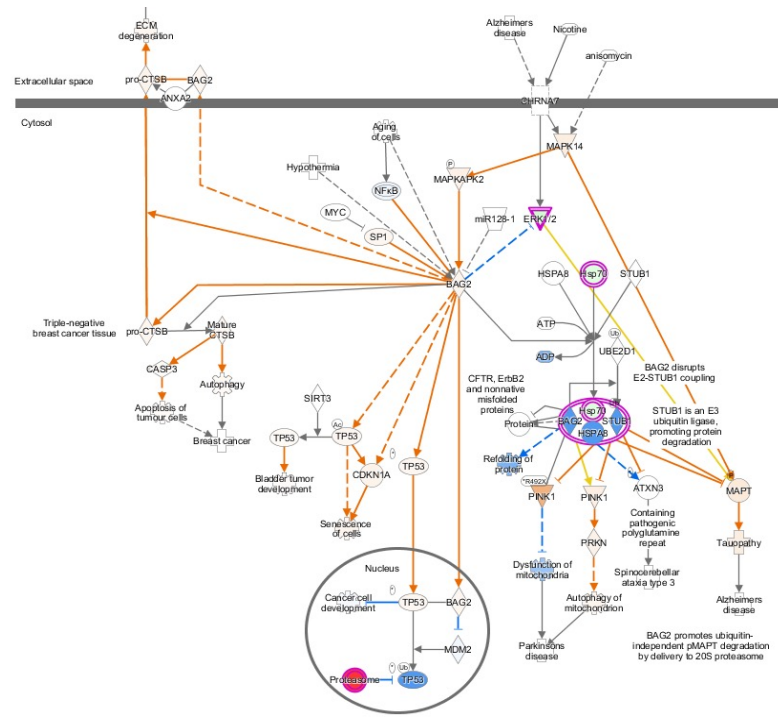 ECM
degeneration
Alzheimers
disease
Nicotine
anisomycin
Extracellular space
pro-CTSB
BAG2
ANXA2
CHRNA7
Cytosol
Aging
of cells
MAPK14
Hypothermia
P
MAPKAPK2
NFκB
MYC
SP1
miR128-1
ERK1/2
BAG2
HSPA8
Hsp70
STUB1
Triple-negative
breast cancer tissue
pro-CTSB
Mature
CTSB
ATP
ADP
Ub
UBE2D1
BAG2 disrupts
E2-STUB1 coupling
CASP3
Autophagy
CFTR, ErbB2
and nonnative
misfolded
proteins
Protein
Hsp70
BAG2
STUB1
HSPA8
STUB1 is an E3
ubiquitin ligase,
promoting protein
degradation
Apoptosis of
tumour cells
Breast cancer
SIRT3
Ac
TP53
TP53
CDKN1A
TP53
Refolding of
protein
Bladder tumor
development
Senescence
of cells
*R492X
PINK1
PINK1
ATXN3
MAPT
Containing
pathogenic
polyglutamine
repeat
PRKN
Tauopathy
Nucleus
Dysfunction of
mitochondria
Spinocerebellar
ataxia type 3
Cancer cell
development
TP53
BAG2
Autophagy
of mitochondrion
Alzheimers
disease
MDM2
Parkinsons
disease
BAG2 promotes ubiquitin-
independent pMAPT degradation
by delivery to 20S proteasome
Proteasome
Ub
TP53